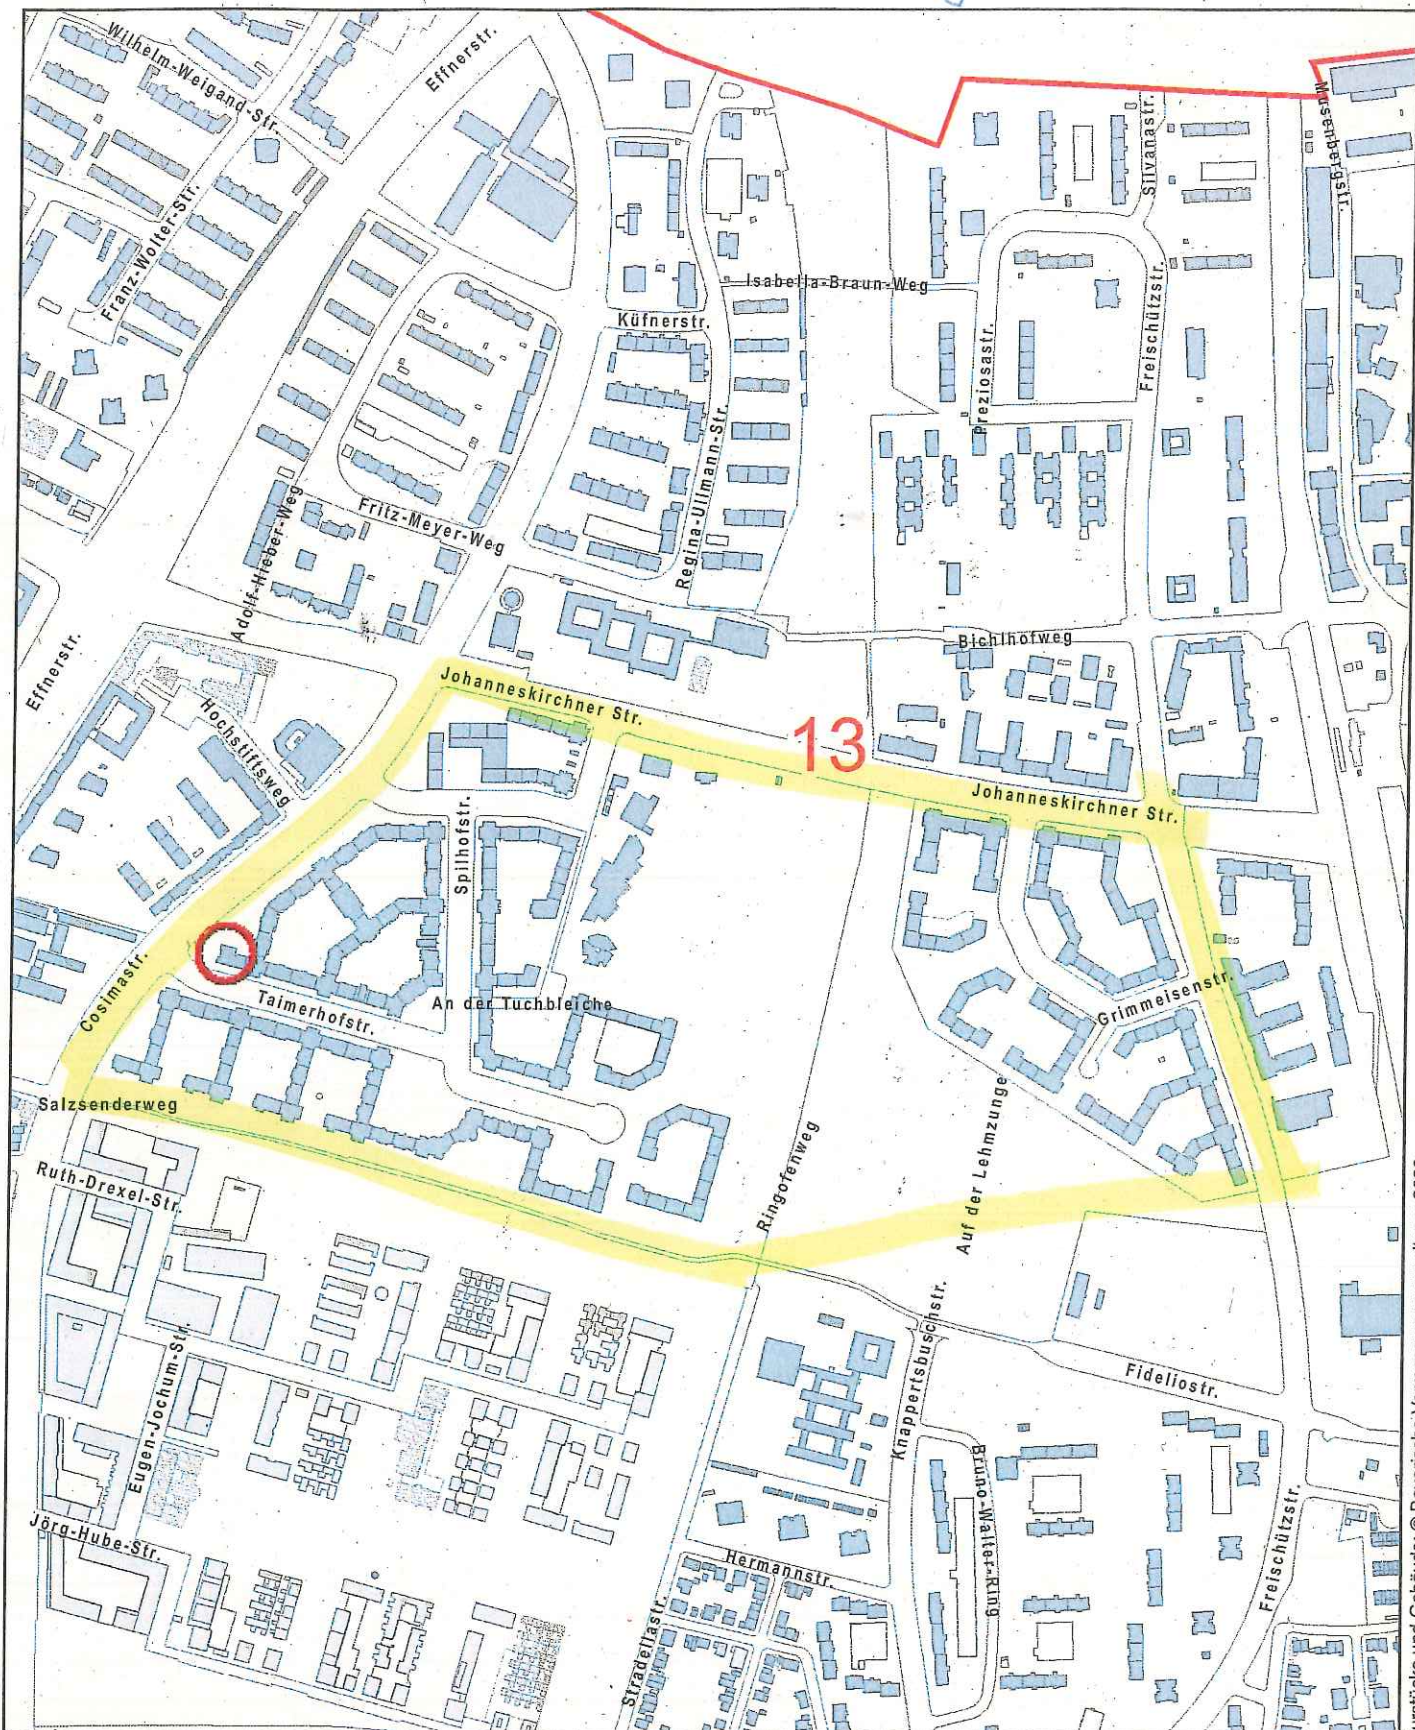 Wilhelm-Weigand-Str.
Effnerstr.
Musenbergstr.
Silvanastr.
Franz-Wolter-Str.
Isabella-Braun-Weg
Küfnerstr.
Freischützstr.
Preziosastr.
Regina-Ullmann-Str.
Fritz-Meyer-Weg
Adolf-Hieber-Weg
Effnerstr.
Bichlhofweg
Johanneskirchner Str.
Hochstiftsweg
13
Johanneskirchner Str.
Spilhofstr.
Cosimastr.
Taimerhofstr.
An der Tuchbleiche
Grimmeisenstr.
Salzsenderweg
Ruth-Drexel-Str.
Ringofenweg
Auf der Lehmzunge
Knappertsbuschstr.
Eugen-Jochum-Str.
Fideliostr.
Bruno-Walter-Ring
Jörg-Hube-Str.
Hermannstr.
Freischützstr.
Stradellastr.
und Gebäude: © Bayerische